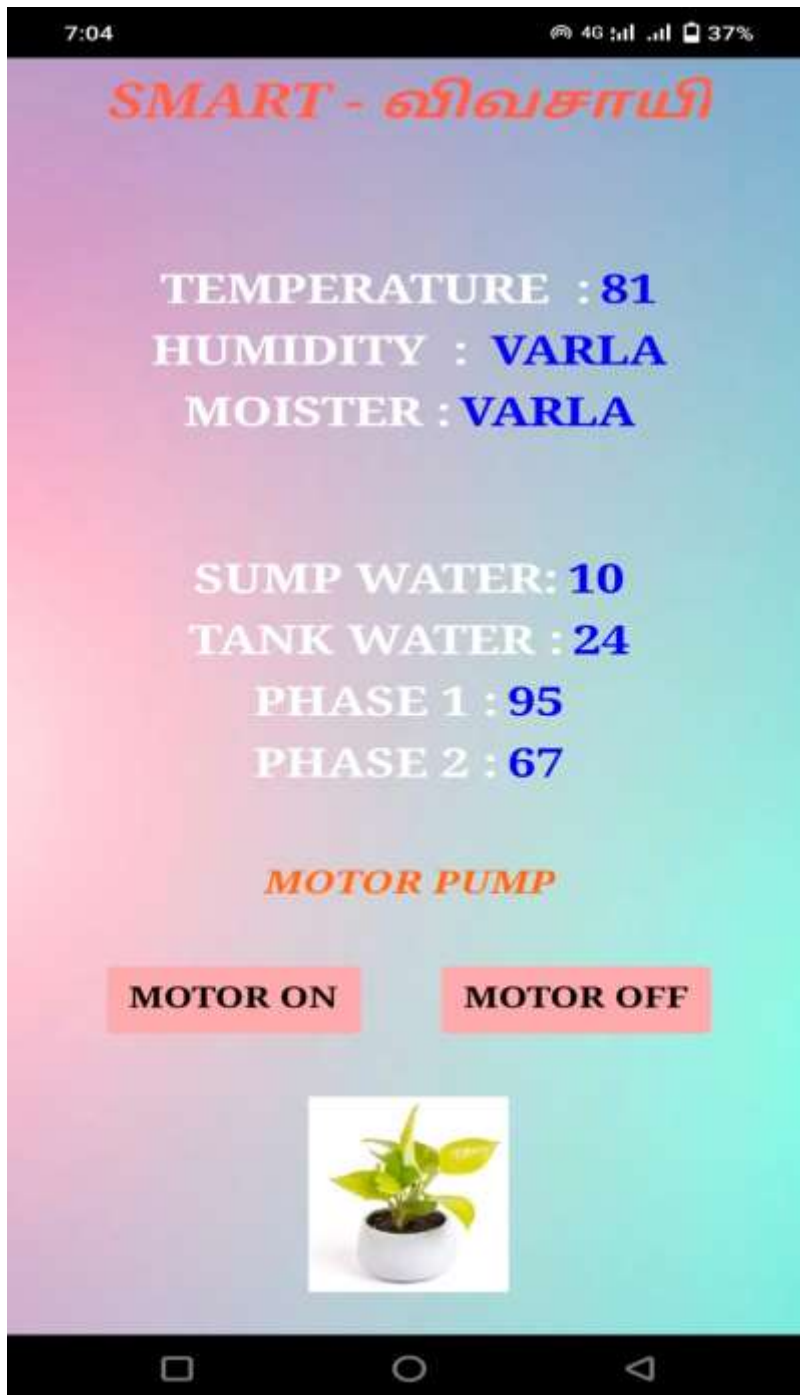 7:04 4G 37%
SMART - விவசாயி
TEMPERATURE : 81
HUMIDITY : VARLA
MOISTER : VARLA
SUMP WATER: 10
TANK WATER : 24
PHASE 1 : 95
PHASE 2 : 67
MOTOR PUMP
MOTOR ON MOTOR OFF